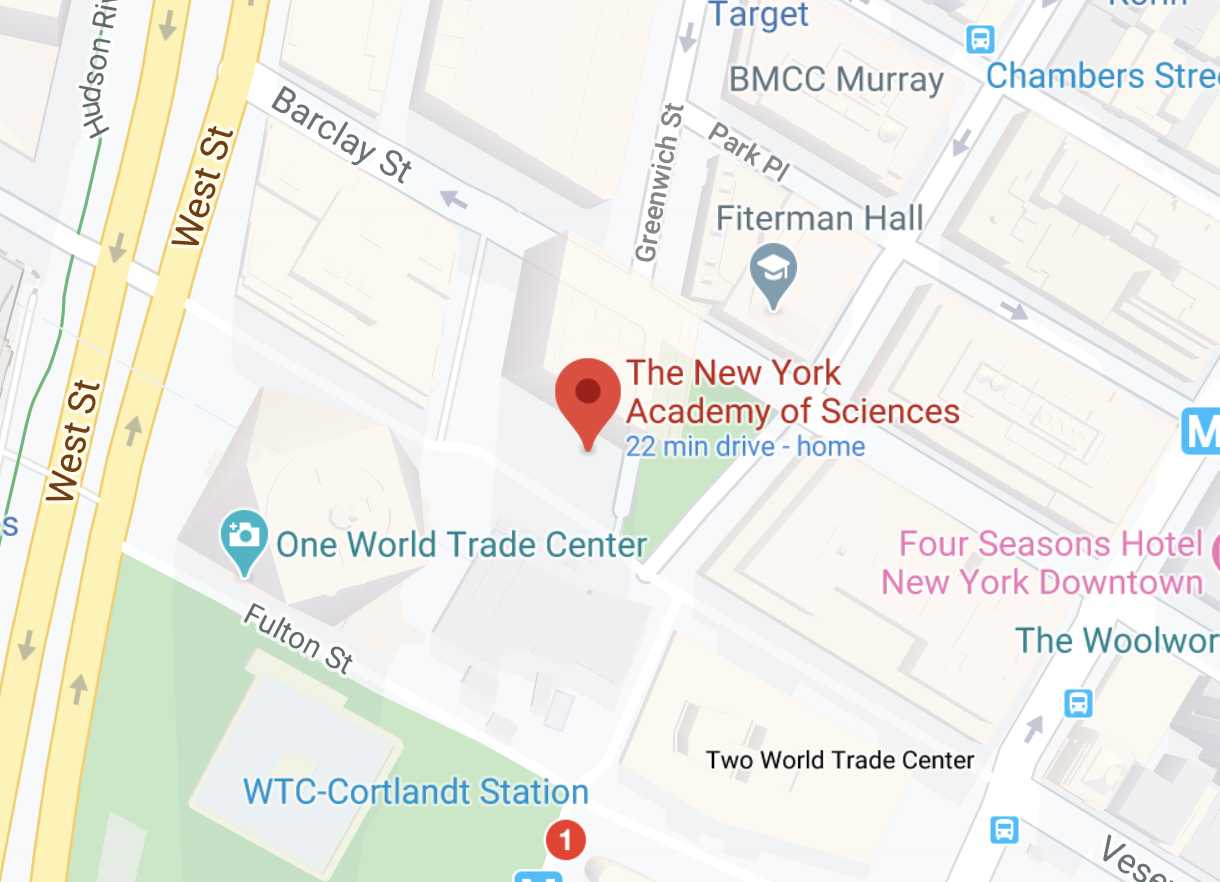 Target
Hudson-Riv
BMCC Murray
Chambers Stree
Barclay St
West St
Greenwich St
Park Pl
Fiterman Hall
The New York
Academy of Sciences
22 min drive - home
West St
M
s
One World Trade Center
Four Seasons Hotel
New York Downtown
Fulton St
The Woolwor
Two World Trade Center
WTC-Cortlandt Station
1
Vese